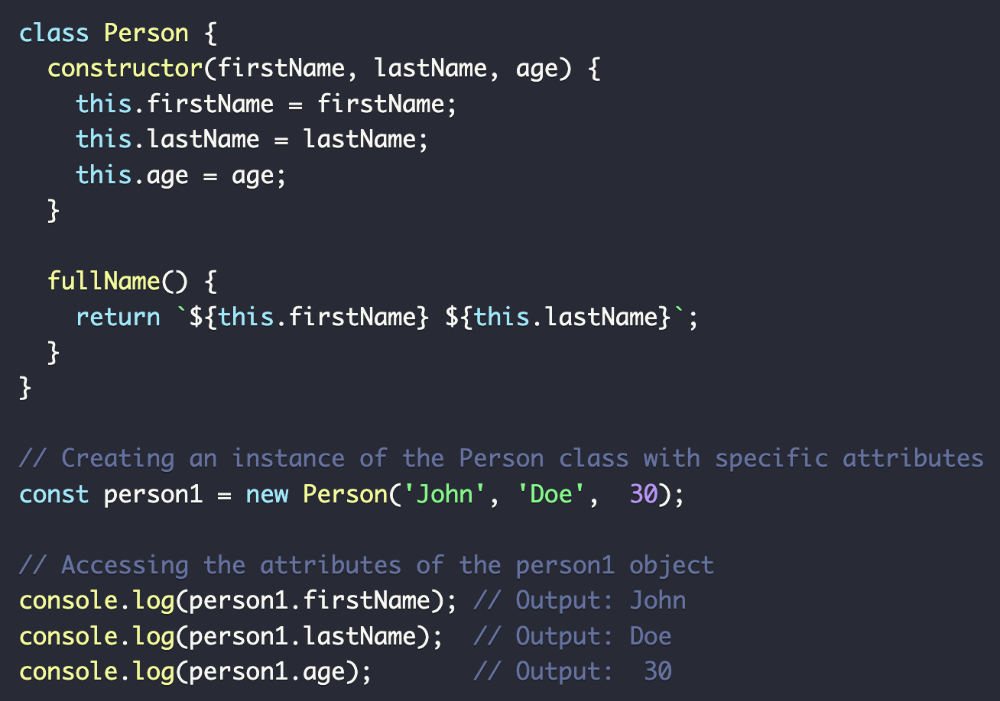 class Person {
  constructor(firstName, lastName, age) {
    this.firstName = firstName;
    this.lastName = lastName;
    this.age = age;
  }

  fullName() {
    return `${this.firstName} ${this.lastName}`;
  }
}

// Creating an instance of the Person class with specific attributes
const person1 = new Person('John', 'Doe',  30);

// Accessing the attributes of the person1 object
console.log(person1.firstName); // Output: John
console.log(person1.lastName);  // Output: Doe
console.log(person1.age);       // Output:  30